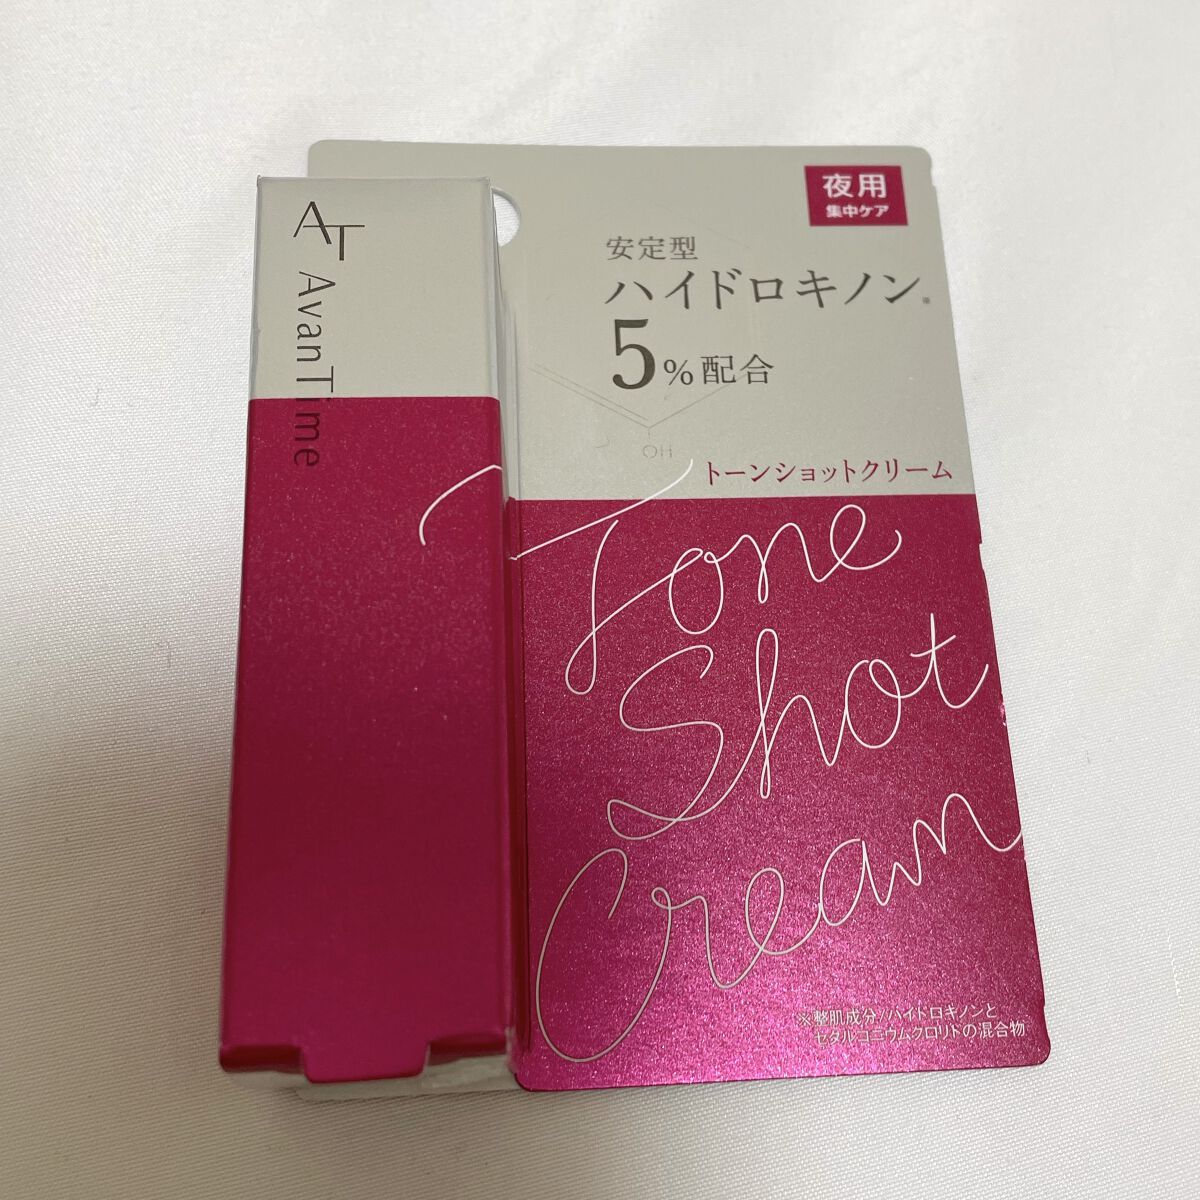 AT
AvanTime
夜用
集中ケア
安定型
ハイドロキノン※
5%配合
OH
トーンショットクリーム
Tone
Shot
Cream
※整肌成分/ハイドロキノンと
セタルコニウムクロリドの混合物